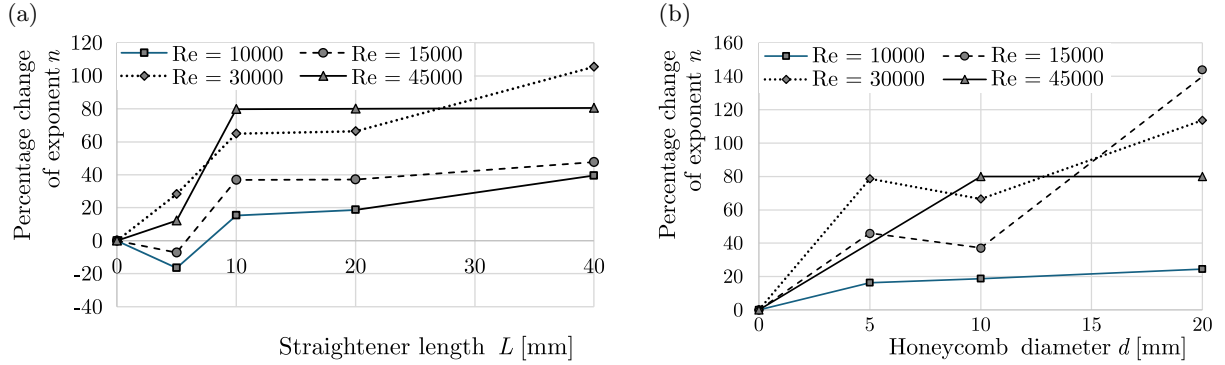 (a)
Percentage change
of exponent n
120
100
80
60
40
20
0
-20
-40
Re = 10000
Re = 15000
Re = 30000
Re = 45000
0
10
20
30
40
Straightener length L [mm]
(b)
Percentage change
of exponent n
160
140
120
100
80
60
40
20
0
Re = 10000
Re = 15000
Re = 30000
Re = 45000
0
5
10
15
20
Honeycomb diameter d [mm]